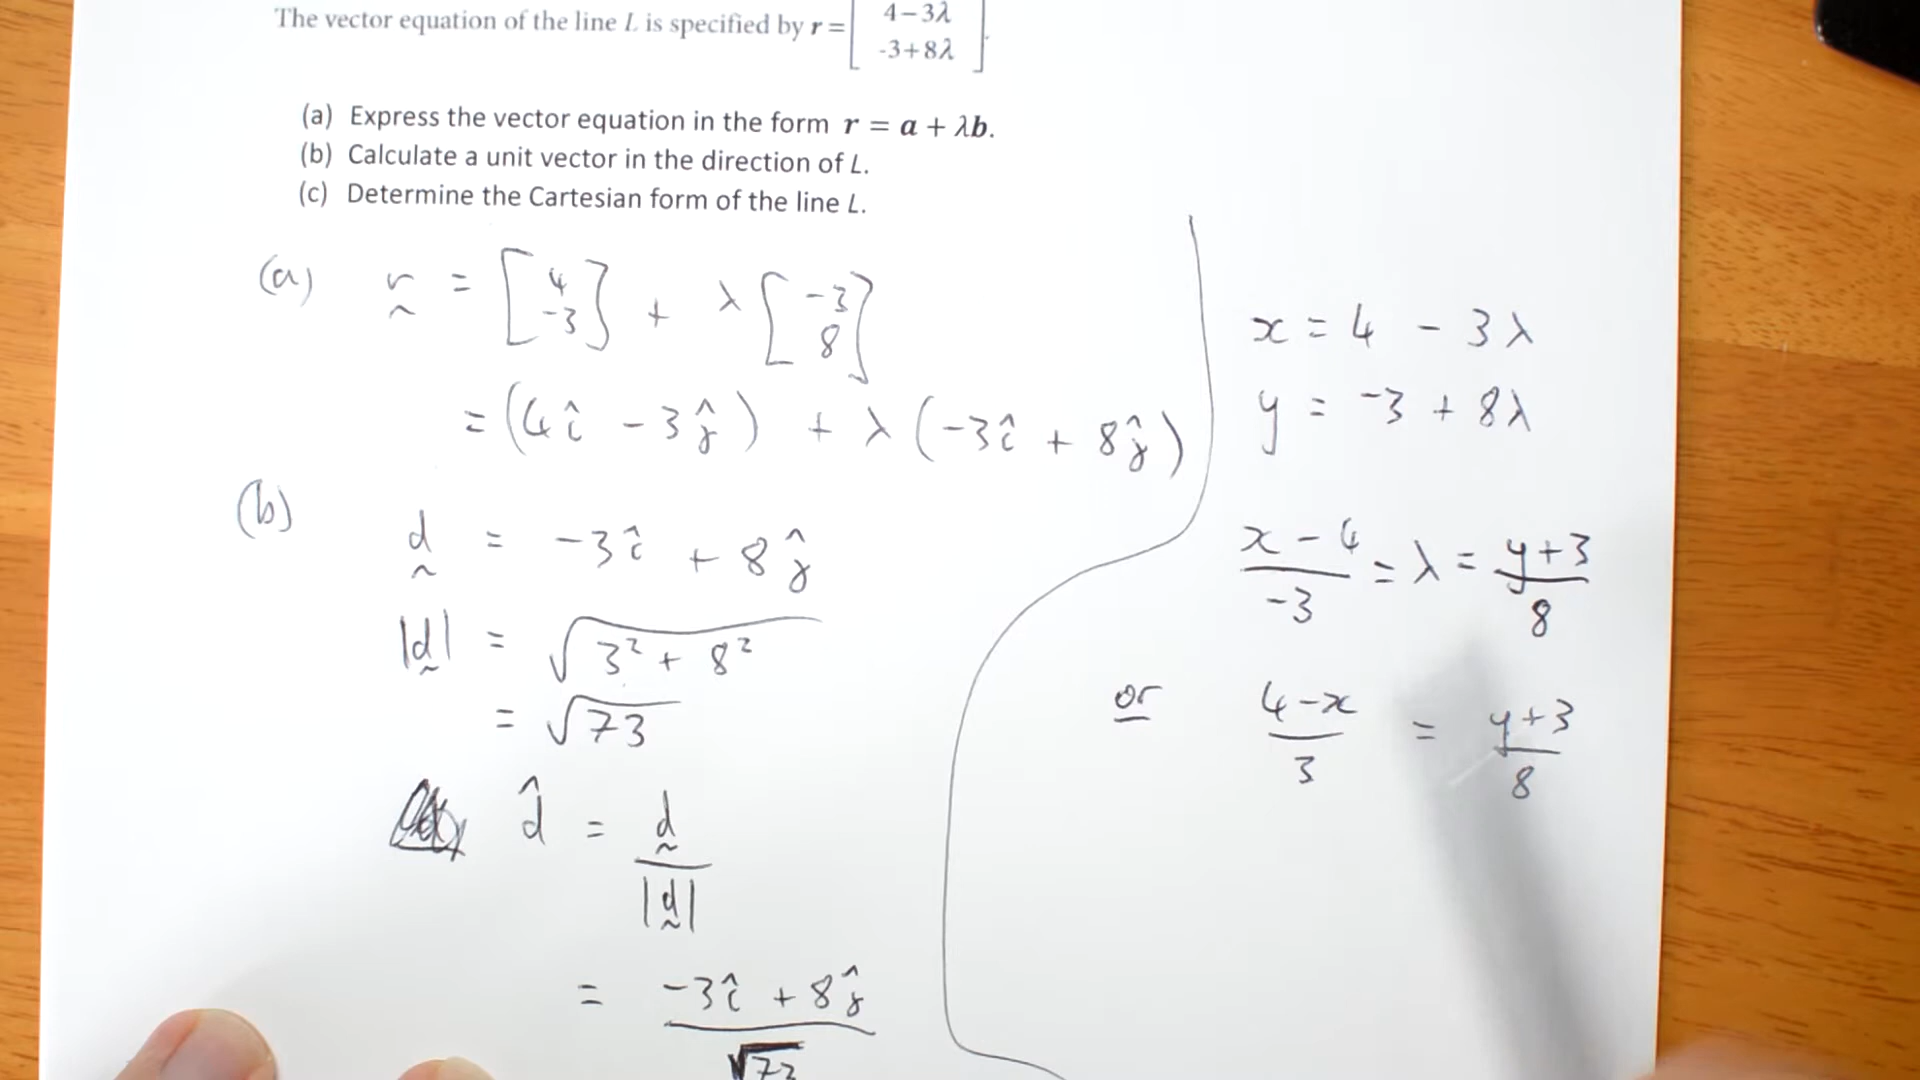 The vector equation of the line L is specified by r = [ 4−3λ
-3+8λ ].
(a) Express the vector equation in the form r = a + λb.
(b) Calculate a unit vector in the direction of L.
(c) Determine the Cartesian form of the line L.
(a) r = [ 4
-3 ] + λ [ -3
8 ]
= (4î - 3ĵ) + λ (-3î + 8ĵ)
(b)
d = -3î + 8ĵ
|d| = √(3² + 8²)
= √73
d̂ = d
|d|
= -3î + 8ĵ
√73
x = 4 - 3λ
y = -3 + 8λ
x - 4 = λ = y+3
-3 8
or 4-x = y+3
3 8